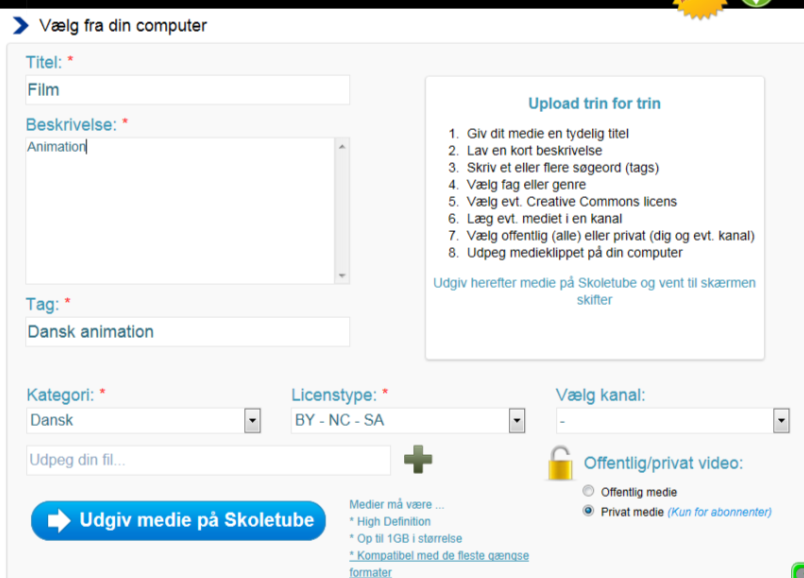 Vælg fra din computer
Titel: *
Film
Beskrivelse: *
Animation
Tag: *
Dansk animation
Upload trin for trin
1. Giv dit medie en tydelig titel
2. Lav en kort beskrivelse
3. Skriv et eller flere søgeord (tags)
4. Vælg fag eller genre
5. Vælg evt. Creative Commons licens
6. Læg evt. mediet i en kanal
7. Vælg offentlig (alle) eller privat (dig og evt. kanal)
8. Udpeg medieklippet på din computer
Udgiv herefter medie på Skoletube og vent til skærmen
skifter
Kategori: *
Dansk
Licenstype: *
BY - NC - SA
Vælg kanal:
-
Udpeg din fil...
Offentlig/privat video:
Offentlig medie
Privat medie (Kun for abonnenter)
Udgiv medie på Skoletube
Medier må være ...
* High Definition
* Op til 1GB i størrelse
* Kompatibel med de fleste gængse
formater